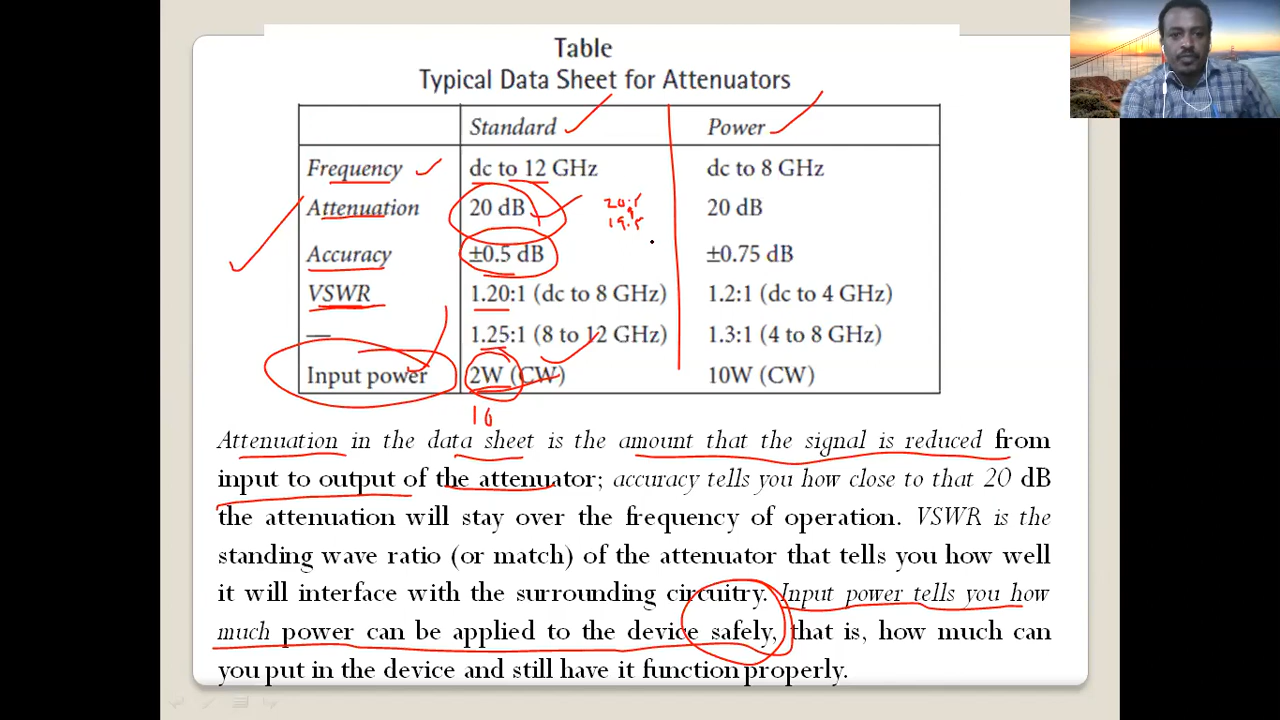 Table
Typical Data Sheet for Attenuators
Standard Power
Frequency dc to 12 GHz dc to 8 GHz
Attenuation 20 dB 20 dB
20.5
19.5
Accuracy ±0.5 dB ±0.75 dB
VSWR 1.20:1 (dc to 8 GHz) 1.2:1 (dc to 4 GHz)
— 1.25:1 (8 to 12 GHz) 1.3:1 (4 to 8 GHz)
Input power 2W (CW) 10W (CW)
10
Attenuation in the data sheet is the amount that the signal is reduced from
input to output of the attenuator; accuracy tells you how close to that 20 dB
the attenuation will stay over the frequency of operation. VSWR is the
standing wave ratio (or match) of the attenuator that tells you how well
it will interface with the surrounding circuitry. Input power tells you how
much power can be applied to the device safely, that is, how much can
you put in the device and still have it function properly.